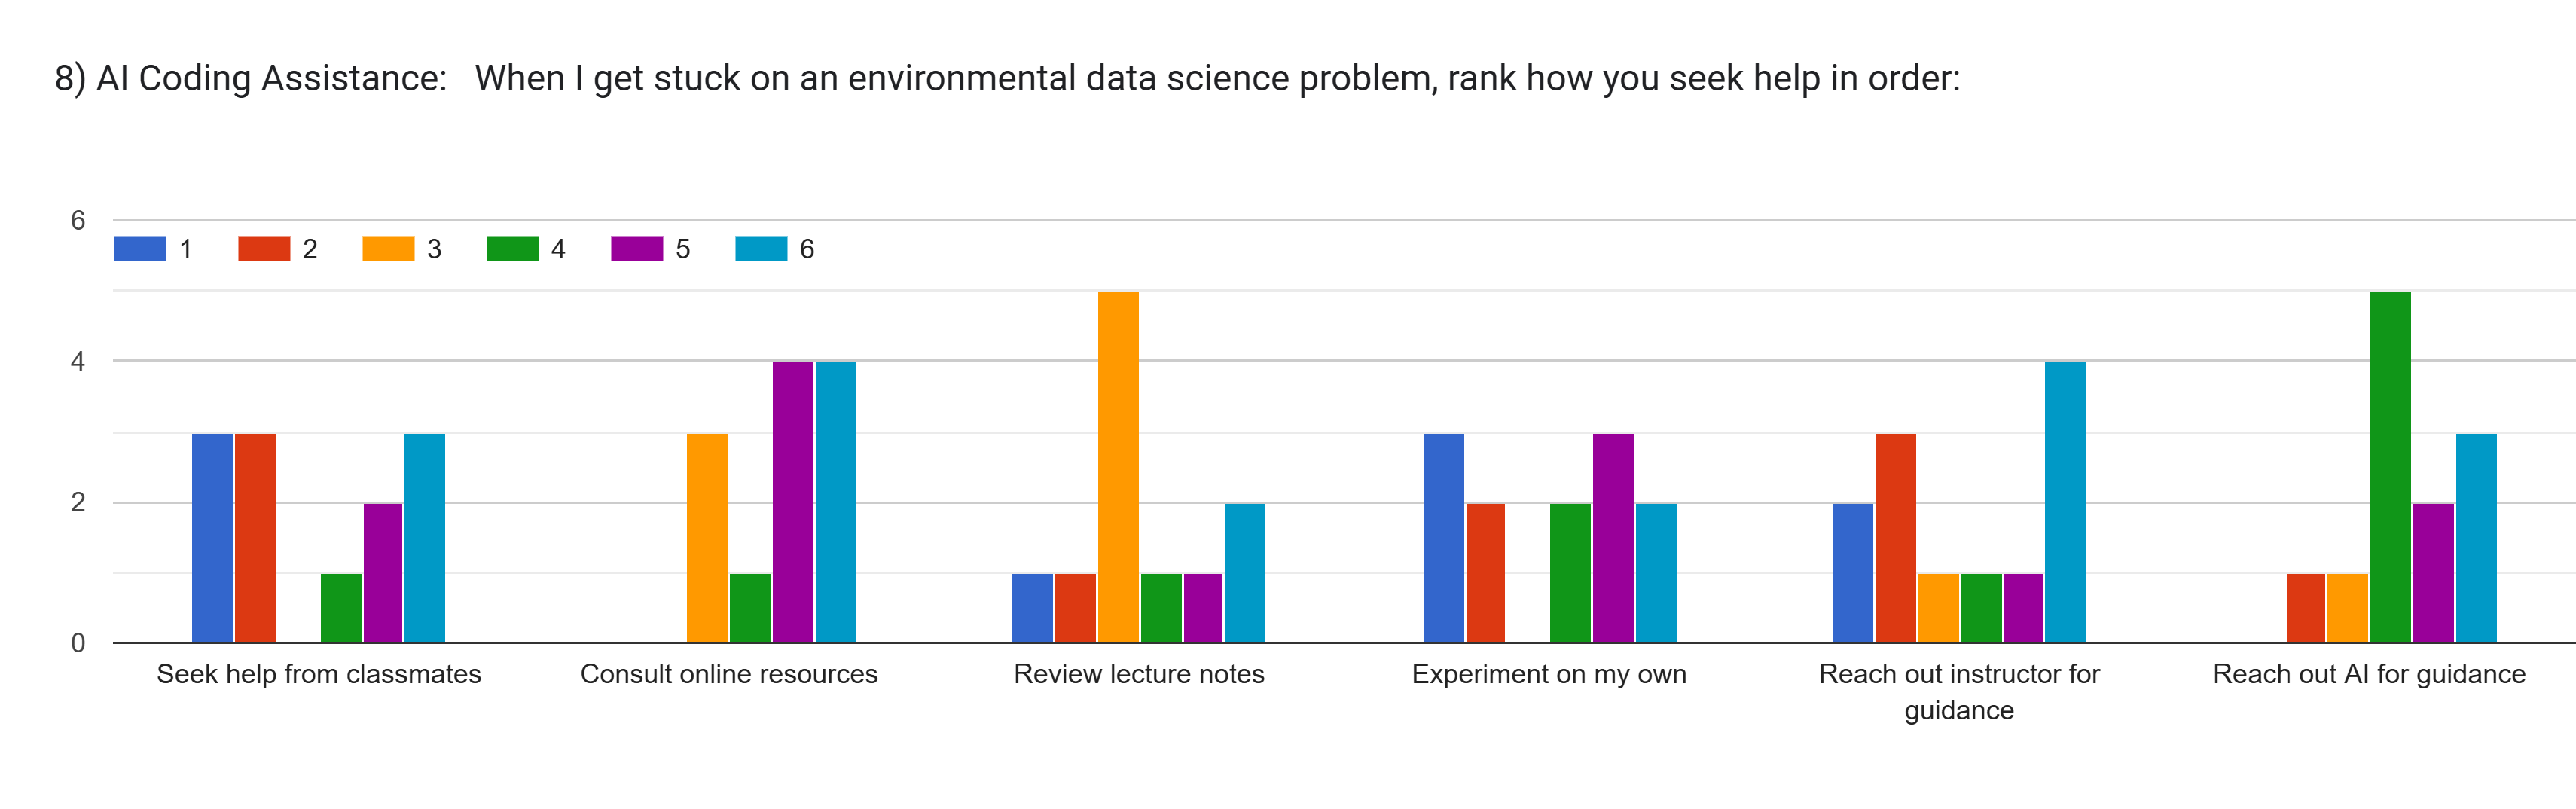 8) AI Coding Assistance:   When I get stuck on an environmental data science problem, rank how you seek help in order:
6
1 2 3 4 5 6
4
2
0
Seek help from classmates Consult online resources Review lecture notes Experiment on my own Reach out instructor for Reach out AI for guidance
guidance